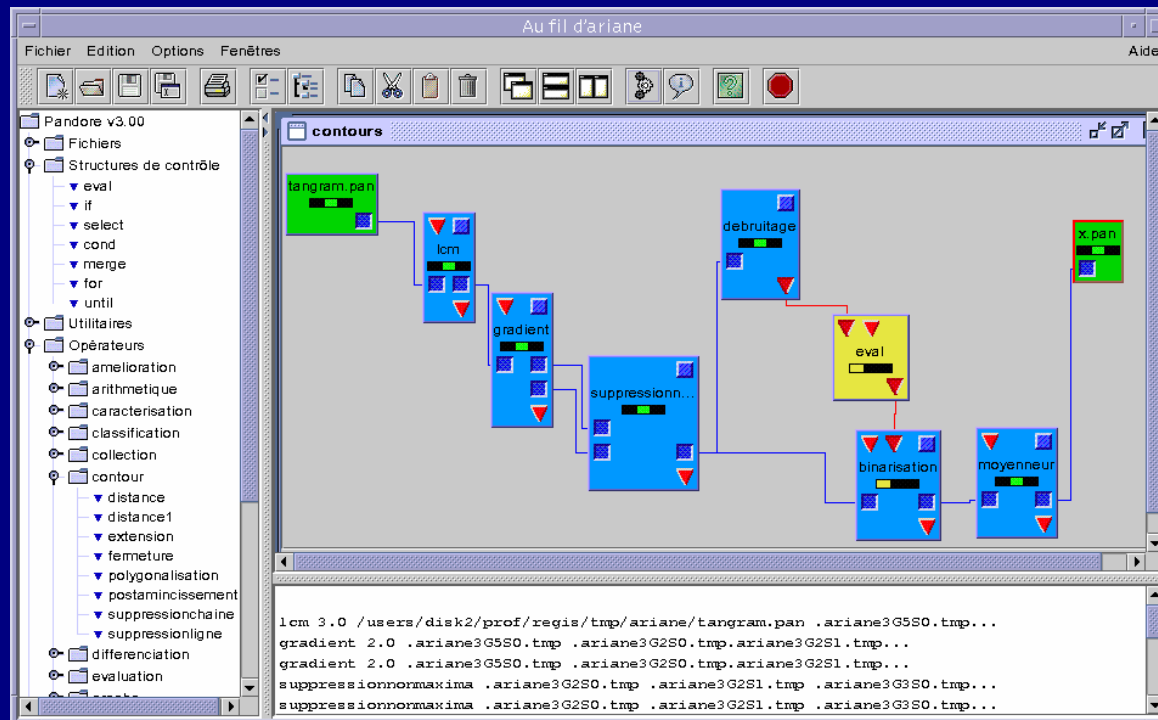 Au fil d'ariane
Fichier Edition Options Fenêtres Aide
Pandore v3.00
Fichiers
Structures de contrôle
eval
if
select
cond
merge
for
until
Utilitaires
Opérateurs
amelioration
arithmetique
caracterisation
classification
collection
contour
distance
distance1
extension
fermeture
polygonalisation
postamincissement
suppressionchaine
suppressionligne
differenciation
evaluation
contours
tangram.pan
lcm
gradient
suppressionn...
debruitage
eval
binarisation
moyenneur
x.pan
lcm 3.0 /users/disk2/prof/regis/tmp/ariane/tangram.pan .ariane3G5S0.tmp...
gradient 2.0 .ariane3G5S0.tmp .ariane3G2S0.tmp.ariane3G2S1.tmp...
gradient 2.0 .ariane3G5S0.tmp .ariane3G2S0.tmp .ariane3G2S1.tmp...
suppressionnonmaxima .ariane3G2S0.tmp .ariane3G2S1.tmp .ariane3G3S0.tmp...
suppressionnonmaxima .ariane3G2S0.tmp .ariane3G2S1.tmp .ariane3G3S0.tmp...